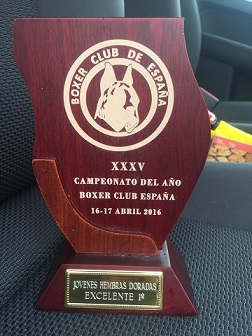 BOXER CLUB DE ESPAÑA
XXXV
CAMPEONATO DEL AÑO
BOXER CLUB ESPAÑA
16-17 ABRIL 2016
JOVENES HEMBRAS DORADAS
EXCELENTE 1º